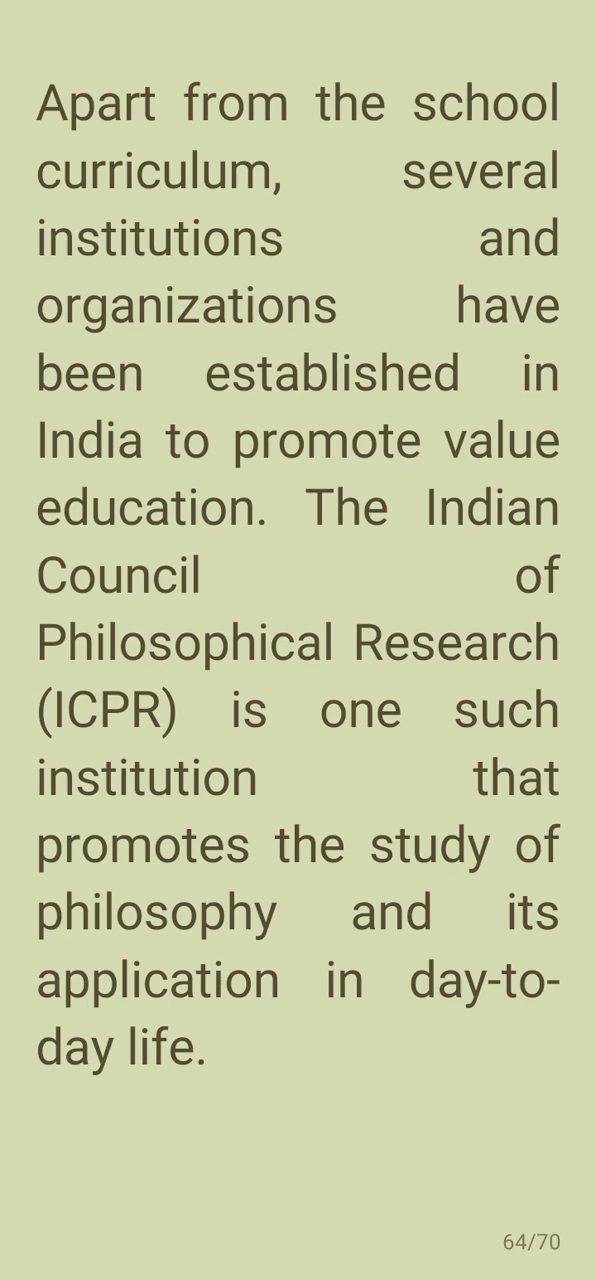 Apart from the school
curriculum, several
institutions and
organizations have
been established in
India to promote value
education. The Indian
Council of
Philosophical Research
(ICPR) is one such
institution that
promotes the study of
philosophy and its
application in day-to-
day life.
64/70